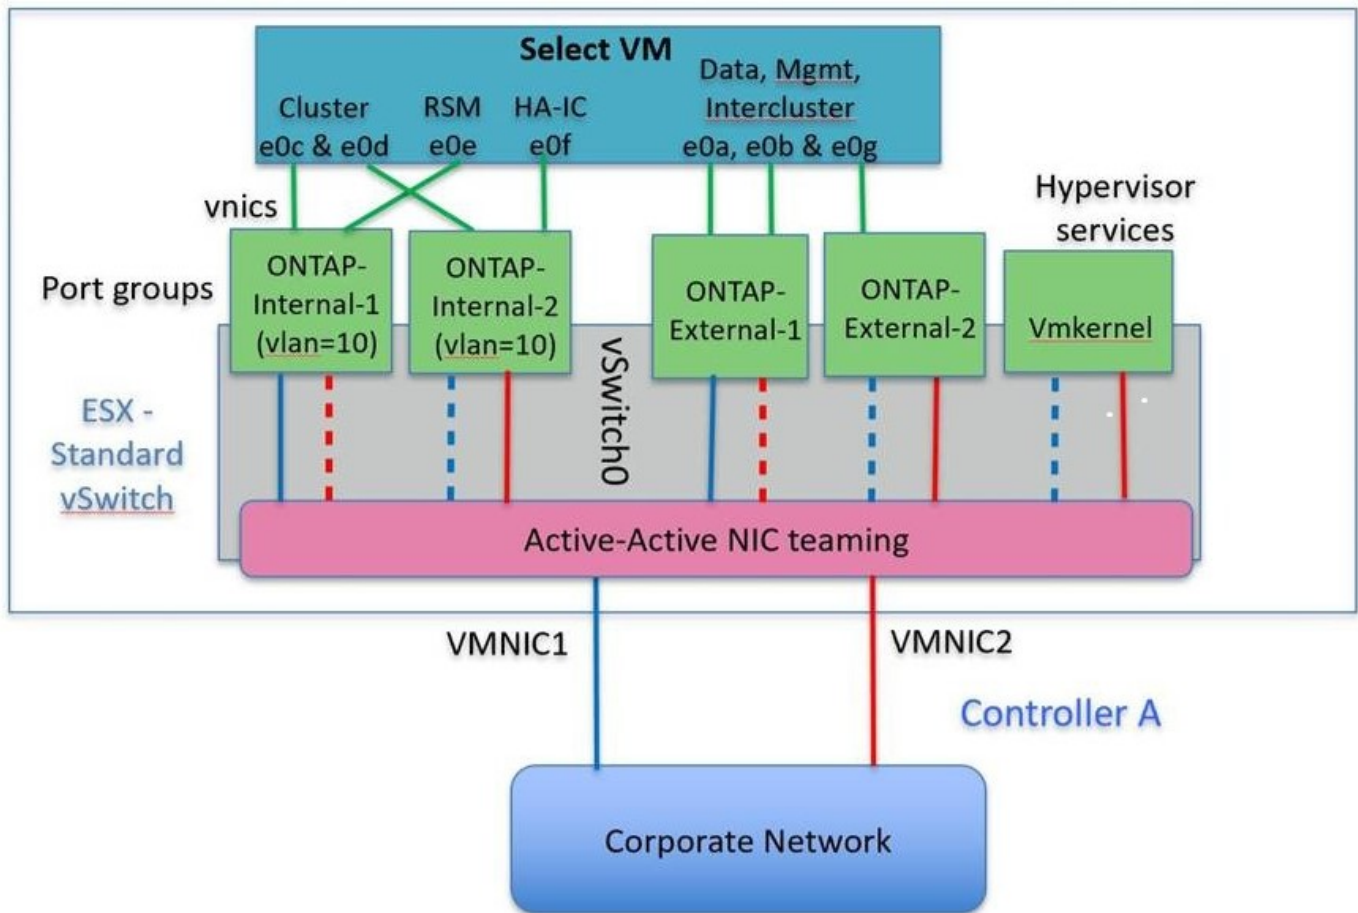 Select VM
Cluster
e0c & e0d
RSM
e0e
HA-IC
e0f
Data, Mgmt,
Intercluster
e0a, e0b & e0g
vnics
Hypervisor
services
Port groups
ONTAP-
Internal-1
(vlan=10)
ONTAP-
Internal-2
(vlan=10)
ONTAP-
External-1
ONTAP-
External-2
Vmkernel
ESX -
Standard
vSwitch
vSwitch0
Active-Active NIC teaming
VMNIC1
VMNIC2
Controller A
Corporate Network